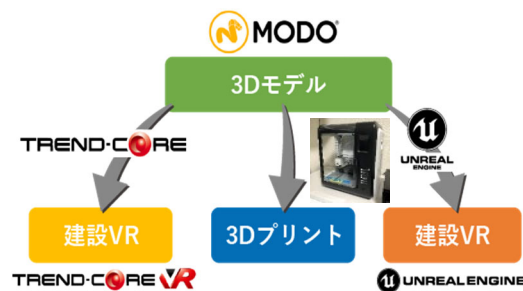 MODO
3Dモデル
TREND-CORE
UNREAL
ENGINE
建設VR
3Dプリント
建設VR
TREND-CORE VR
UNREAL ENGINE